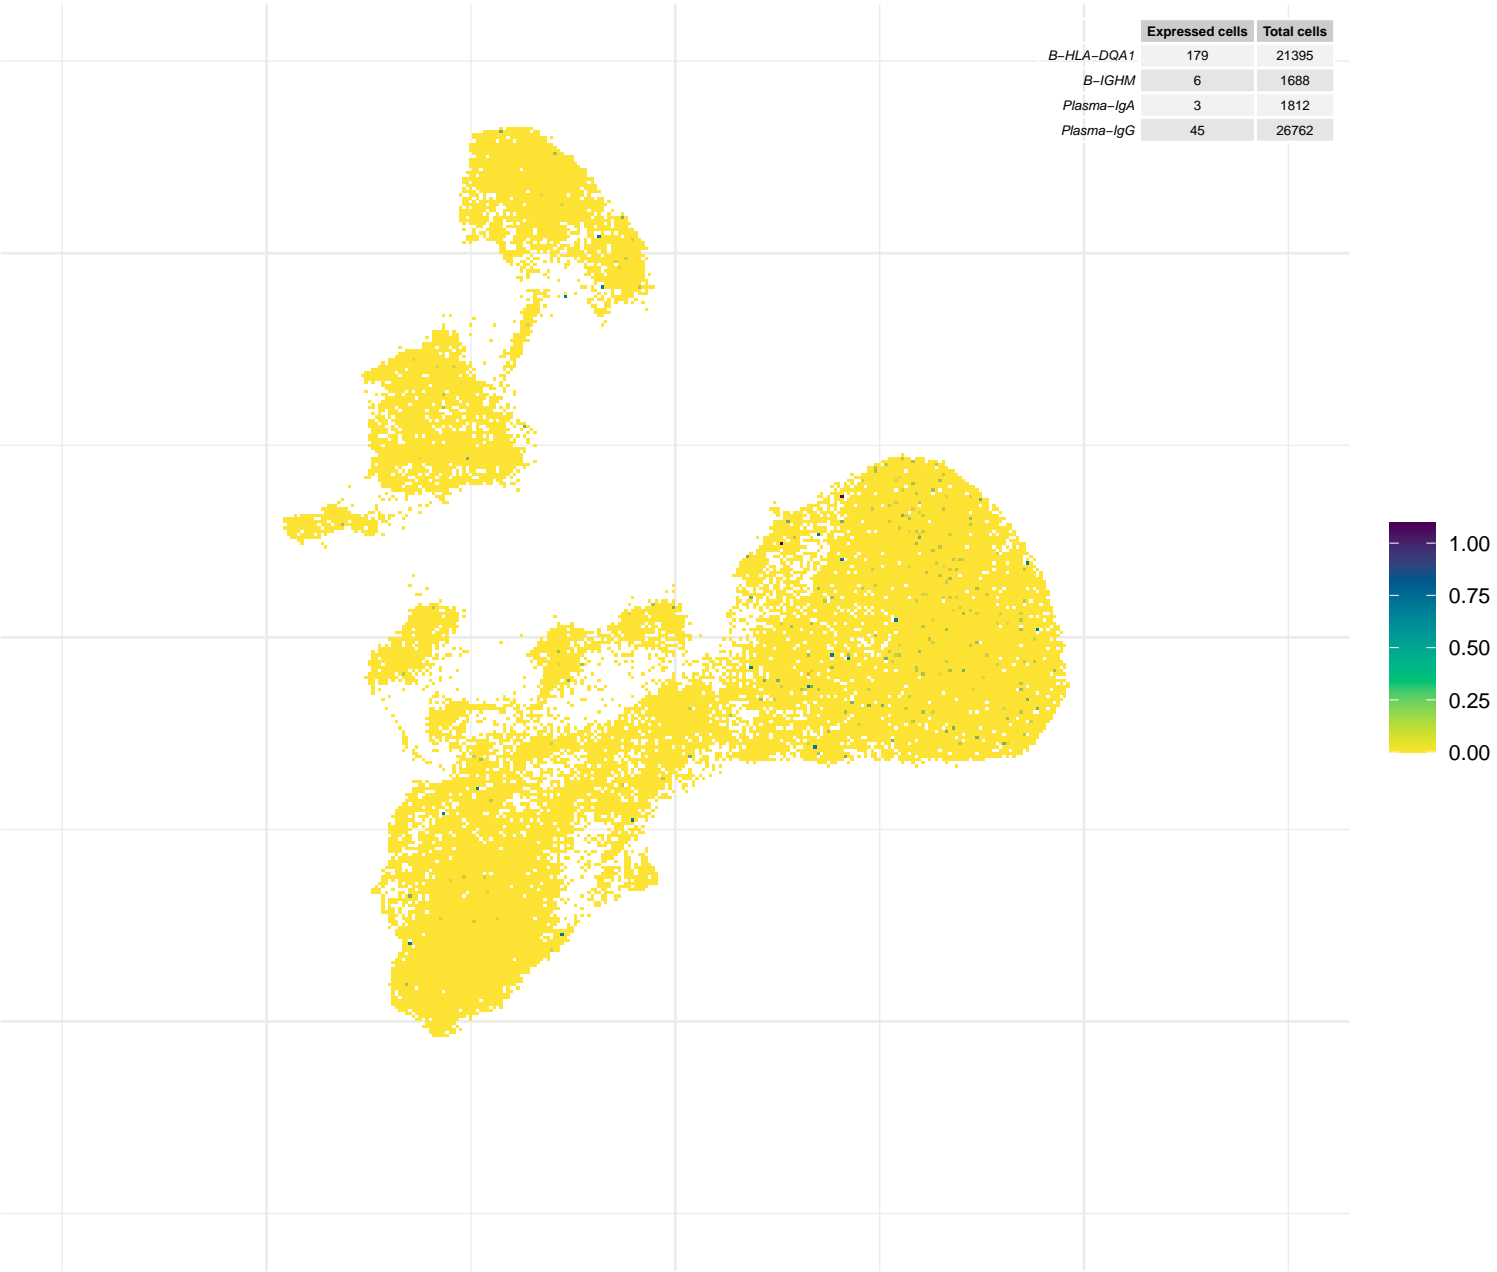 Expressed cells Total cells
B−HLA−DQA1 179 21395
B−IGHM 6 1688
Plasma−IgA 3 1812
Plasma−IgG 45 26762
1.00
0.75
0.50
0.25
0.00